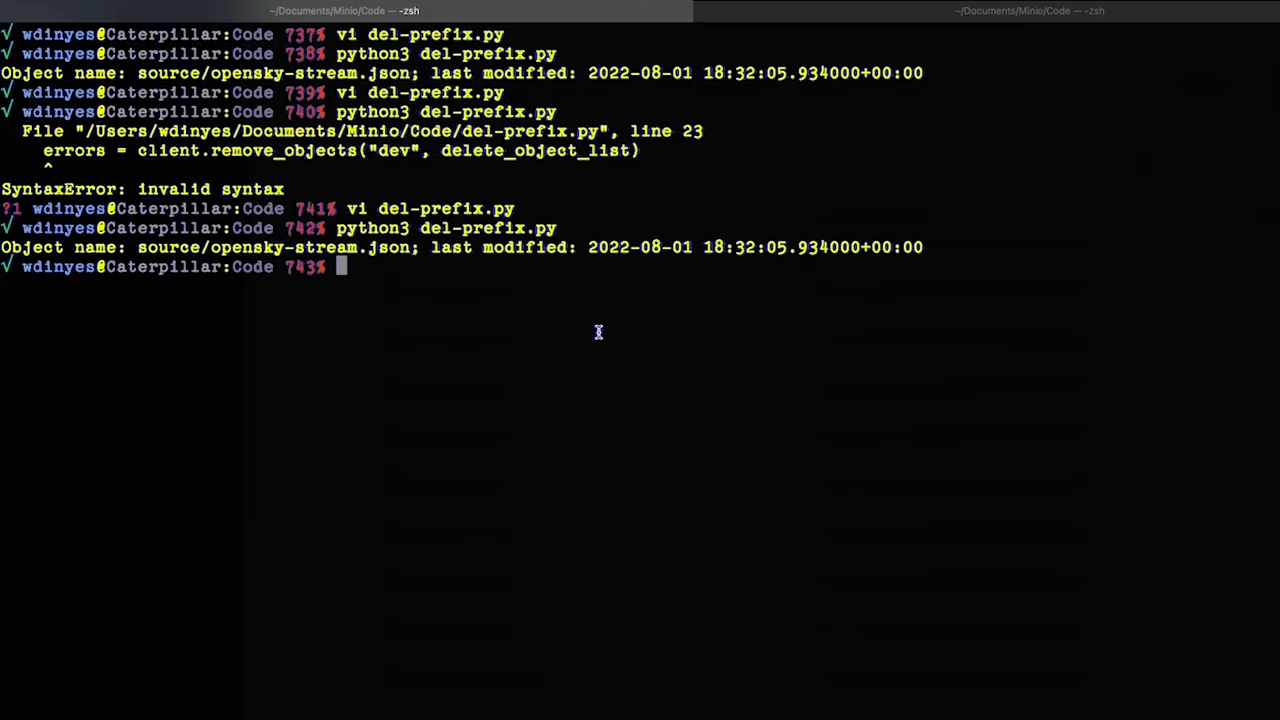 ~/Documents/Minio/Code — -zsh
~/Documents/Minio/Code — -zsh
√ wdinyes@Caterpillar:Code 737% vi del-prefix.py
√ wdinyes@Caterpillar:Code 738% python3 del-prefix.py
Object name: source/opensky-stream.json; last modified: 2022-08-01 18:32:05.934000+00:00
√ wdinyes@Caterpillar:Code 739% vi del-prefix.py
√ wdinyes@Caterpillar:Code 740% python3 del-prefix.py
File "/Users/wdinyes/Documents/Minio/Code/del-prefix.py", line 23
errors = client.remove_objects("dev", delete_object_list)
^
SyntaxError: invalid syntax
?1 wdinyes@Caterpillar:Code 741% vi del-prefix.py
√ wdinyes@Caterpillar:Code 742% python3 del-prefix.py
Object name: source/opensky-stream.json; last modified: 2022-08-01 18:32:05.934000+00:00
√ wdinyes@Caterpillar:Code 743%